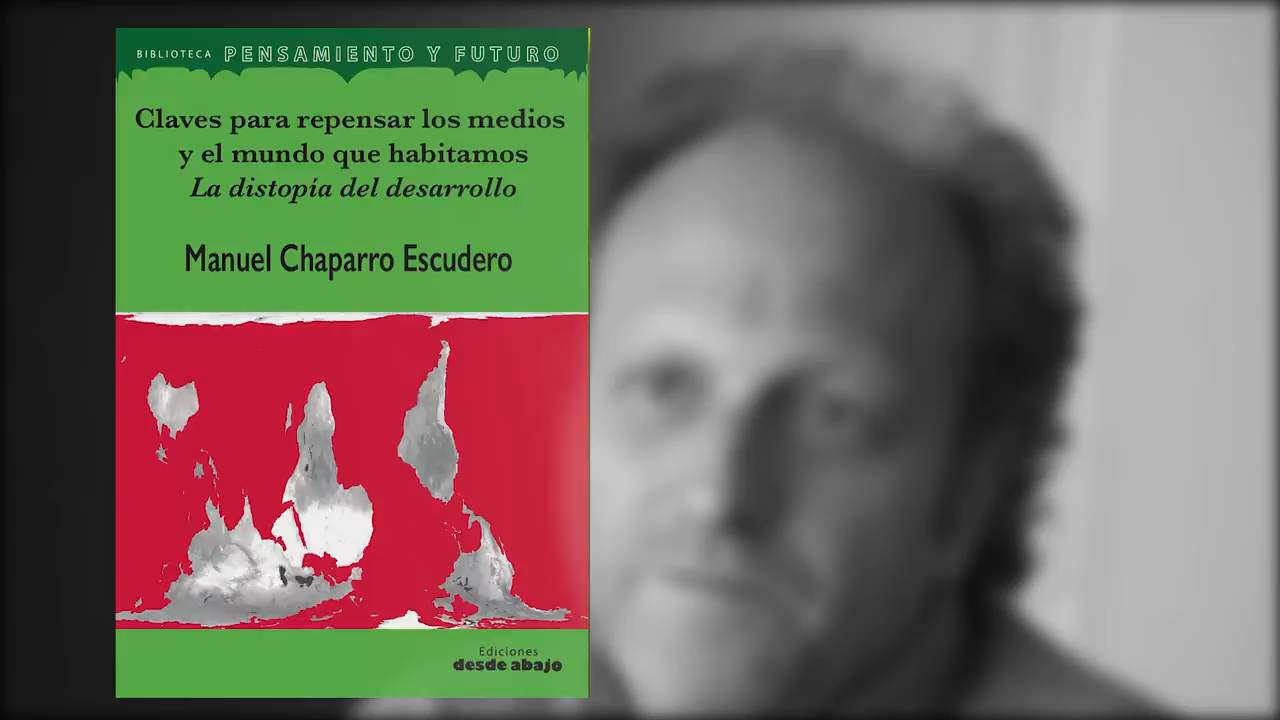 BIBLIOTECA PENSAMIENTO Y FUTURO
Claves para repensar los medios
y el mundo que habitamos
La distopía del desarrollo
Manuel Chaparro Escudero
Ediciones
desde abajo